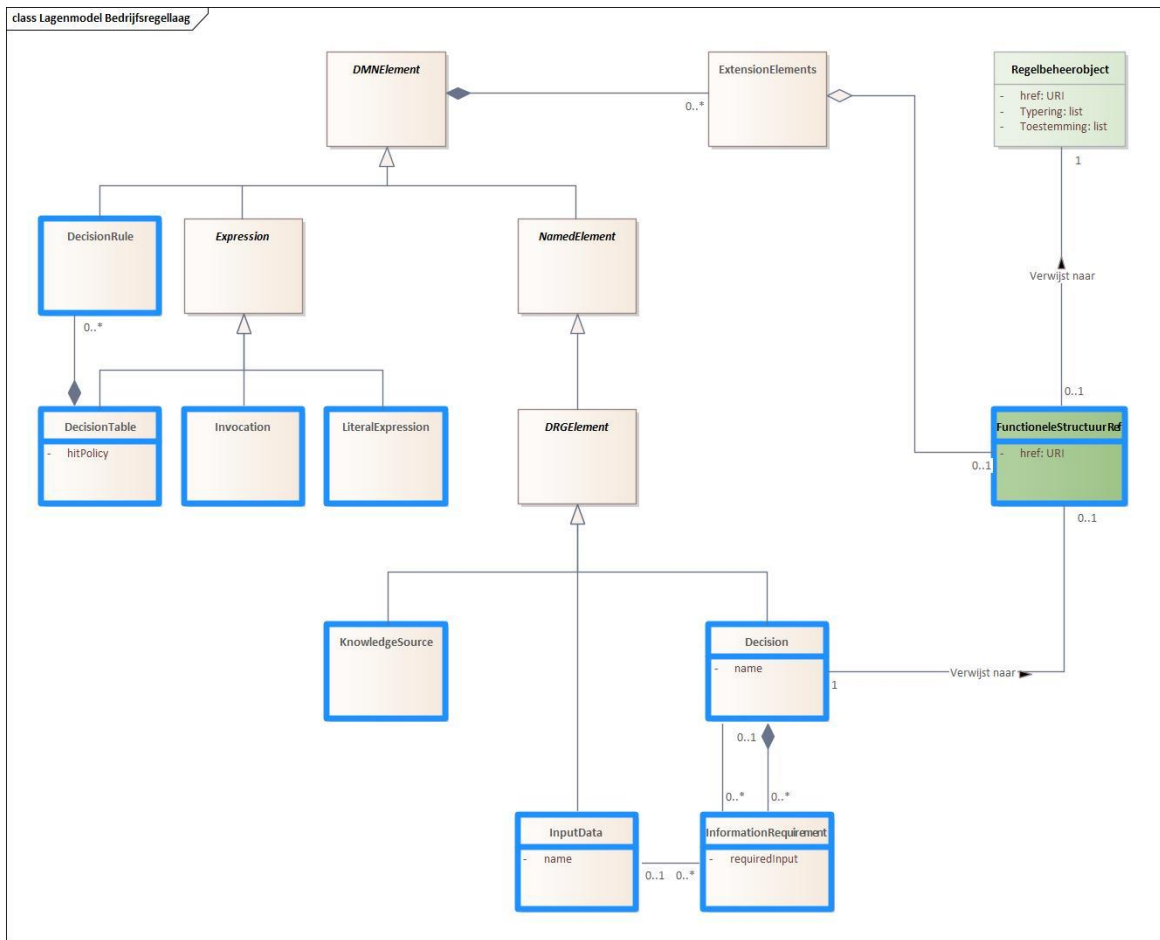 class Lagenmodel Bedrijfsregellaag
DMNElement
ExtensionElements
0..*
Regelbeheerobject
- href: URI
- Typering: list
- Toestemming: list
1
Verwijst naar
0..1
DecisionRule
0..*
Expression
NamedElement
DecisionTable
- hitPolicy
Invocation
LiteralExpression
DRGElement
FunctioneleStructuurRef
- href: URI
0..1
0..1
KnowledgeSource
Decision
- name
1
Verwijst naar
0..1
0..*
0..*
InputData
- name
0..1
0..*
InformationRequirement
- requiredInput